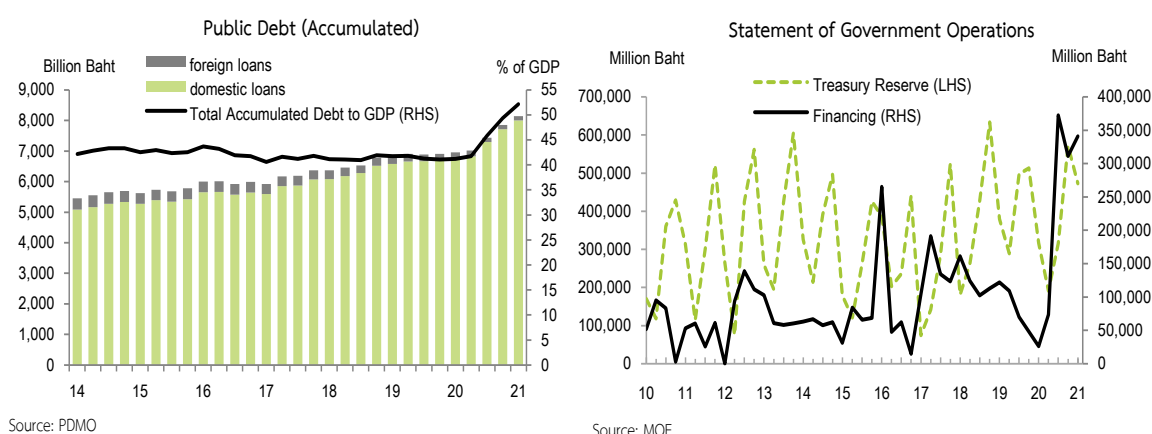 Public Debt (Accumulated)
Billion Baht
foreign loans
domestic loans
Total Accumulated Debt to GDP (RHS)
% of GDP
9,000
8,000
7,000
6,000
5,000
4,000
3,000
2,000
1,000
0
55
50
45
40
35
30
25
20
15
10
5
0
14 15 16 17 18 19 20 21
Source: PDMO
Statement of Government Operations
Million Baht
Million Baht
Treasury Reserve (LHS)
Financing (RHS)
700,000
600,000
500,000
400,000
300,000
200,000
100,000
0
400,000
350,000
300,000
250,000
200,000
150,000
100,000
50,000
0
10 11 12 13 14 15 16 17 18 19 20 21
Source: MOF